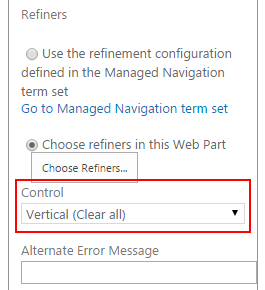 Refiners
Use the refinement configuration
defined in the Managed Navigation
term set
Go to Managed Navigation term set
Choose refiners in this Web Part
Choose Refiners...
Control
Vertical (Clear all)
Alternate Error Message